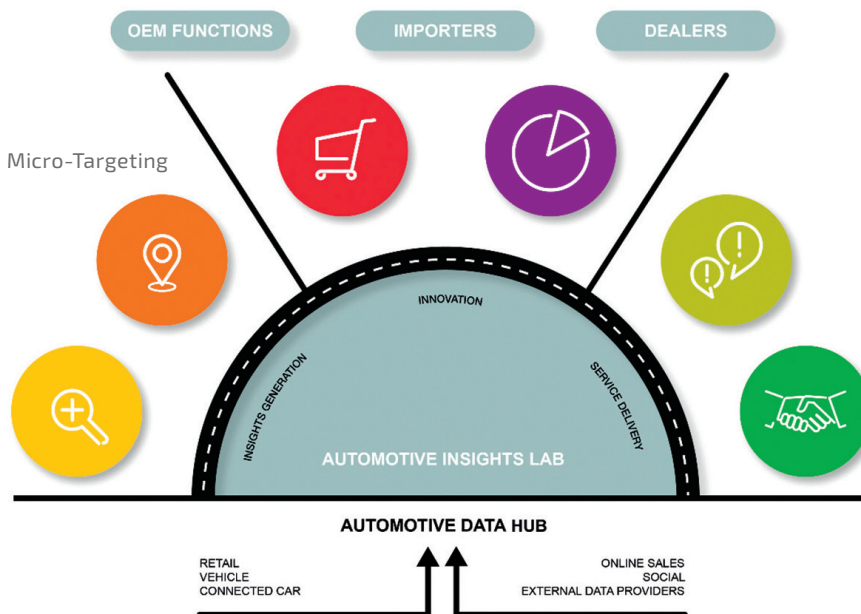 OEM FUNCTIONS
IMPORTERS
DEALERS
Micro-Targeting
INNOVATION
INSIGHTS GENERATION
SERVICE DELIVERY
AUTOMOTIVE INSIGHTS LAB
AUTOMOTIVE DATA HUB
RETAIL
VEHICLE
CONNECTED CAR
ONLINE SALES
SOCIAL
EXTERNAL DATA PROVIDERS